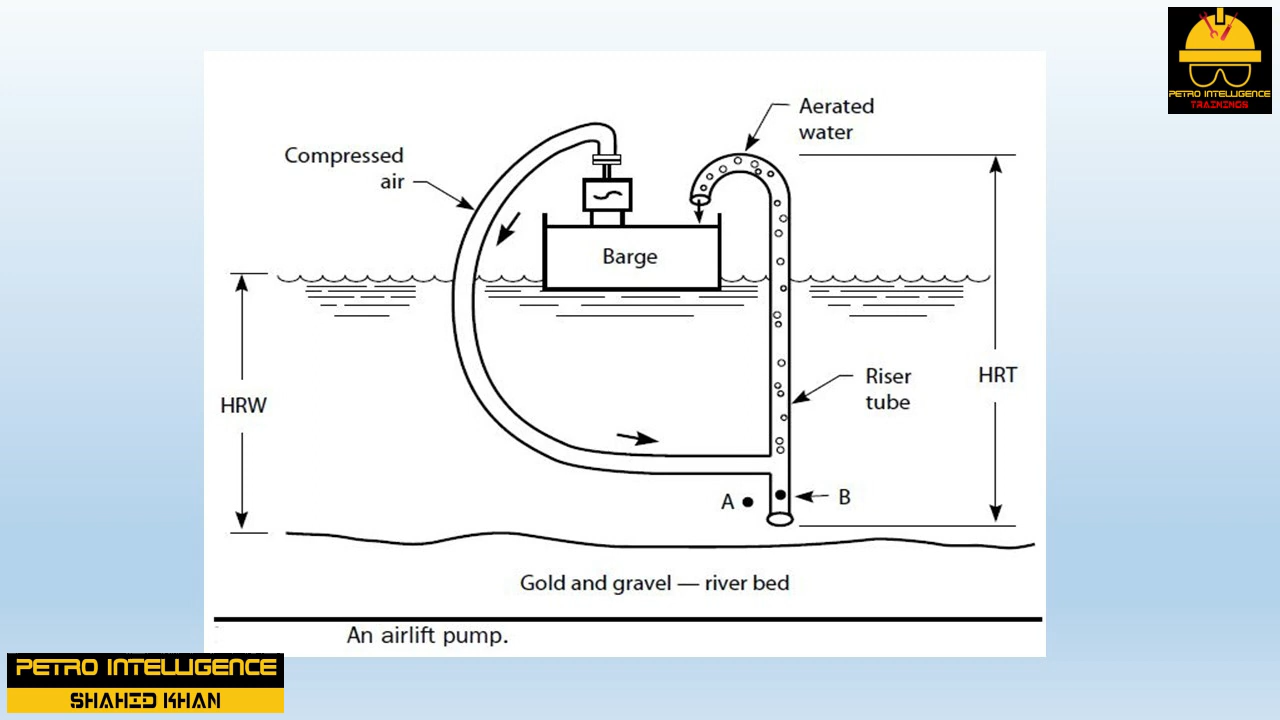 PETRO INTELLIGENCE
TRAININGS
Aerated
water
Compressed
air
Barge
HRW
HRT
Riser
tube
A
B
Gold and gravel — river bed
An airlift pump.
PETRO INTELLIGENCE
SHAHID KHAN